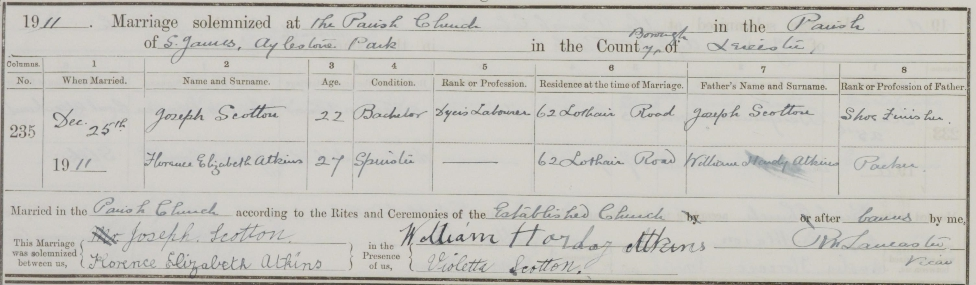 1911. Marriage solemnized at the Parish Church in the Parish
of S. James, Aylestone Park in the County Borough of Leicester
Columns. 1 2 3 4 5 6 7 8
No. When Married. Name and Surname. Age. Condition. Rank or Profession. Residence at the time of Marriage. Father's Name and Surname. Rank or Profession of Father.
235 Dec. 25th Joseph Scotton 22 Bachelor Dyers Labourer 62 Lothair Road Joseph Scotton Shoe Finisher.
1911 Florence Elizabeth Atkins 27 Spinster — 62 Lothair Road William Hardy Atkins Packer.
Married in the Parish Church according to the Rites and Ceremonies of the Established Church by or after banns by me,
This Marriage was solemnized between us, Joseph. Scotton. in the Presence of us, William Hardy Atkins Lancaster
Florence Elizabeth Atkins Violetta Scotton. Vicar